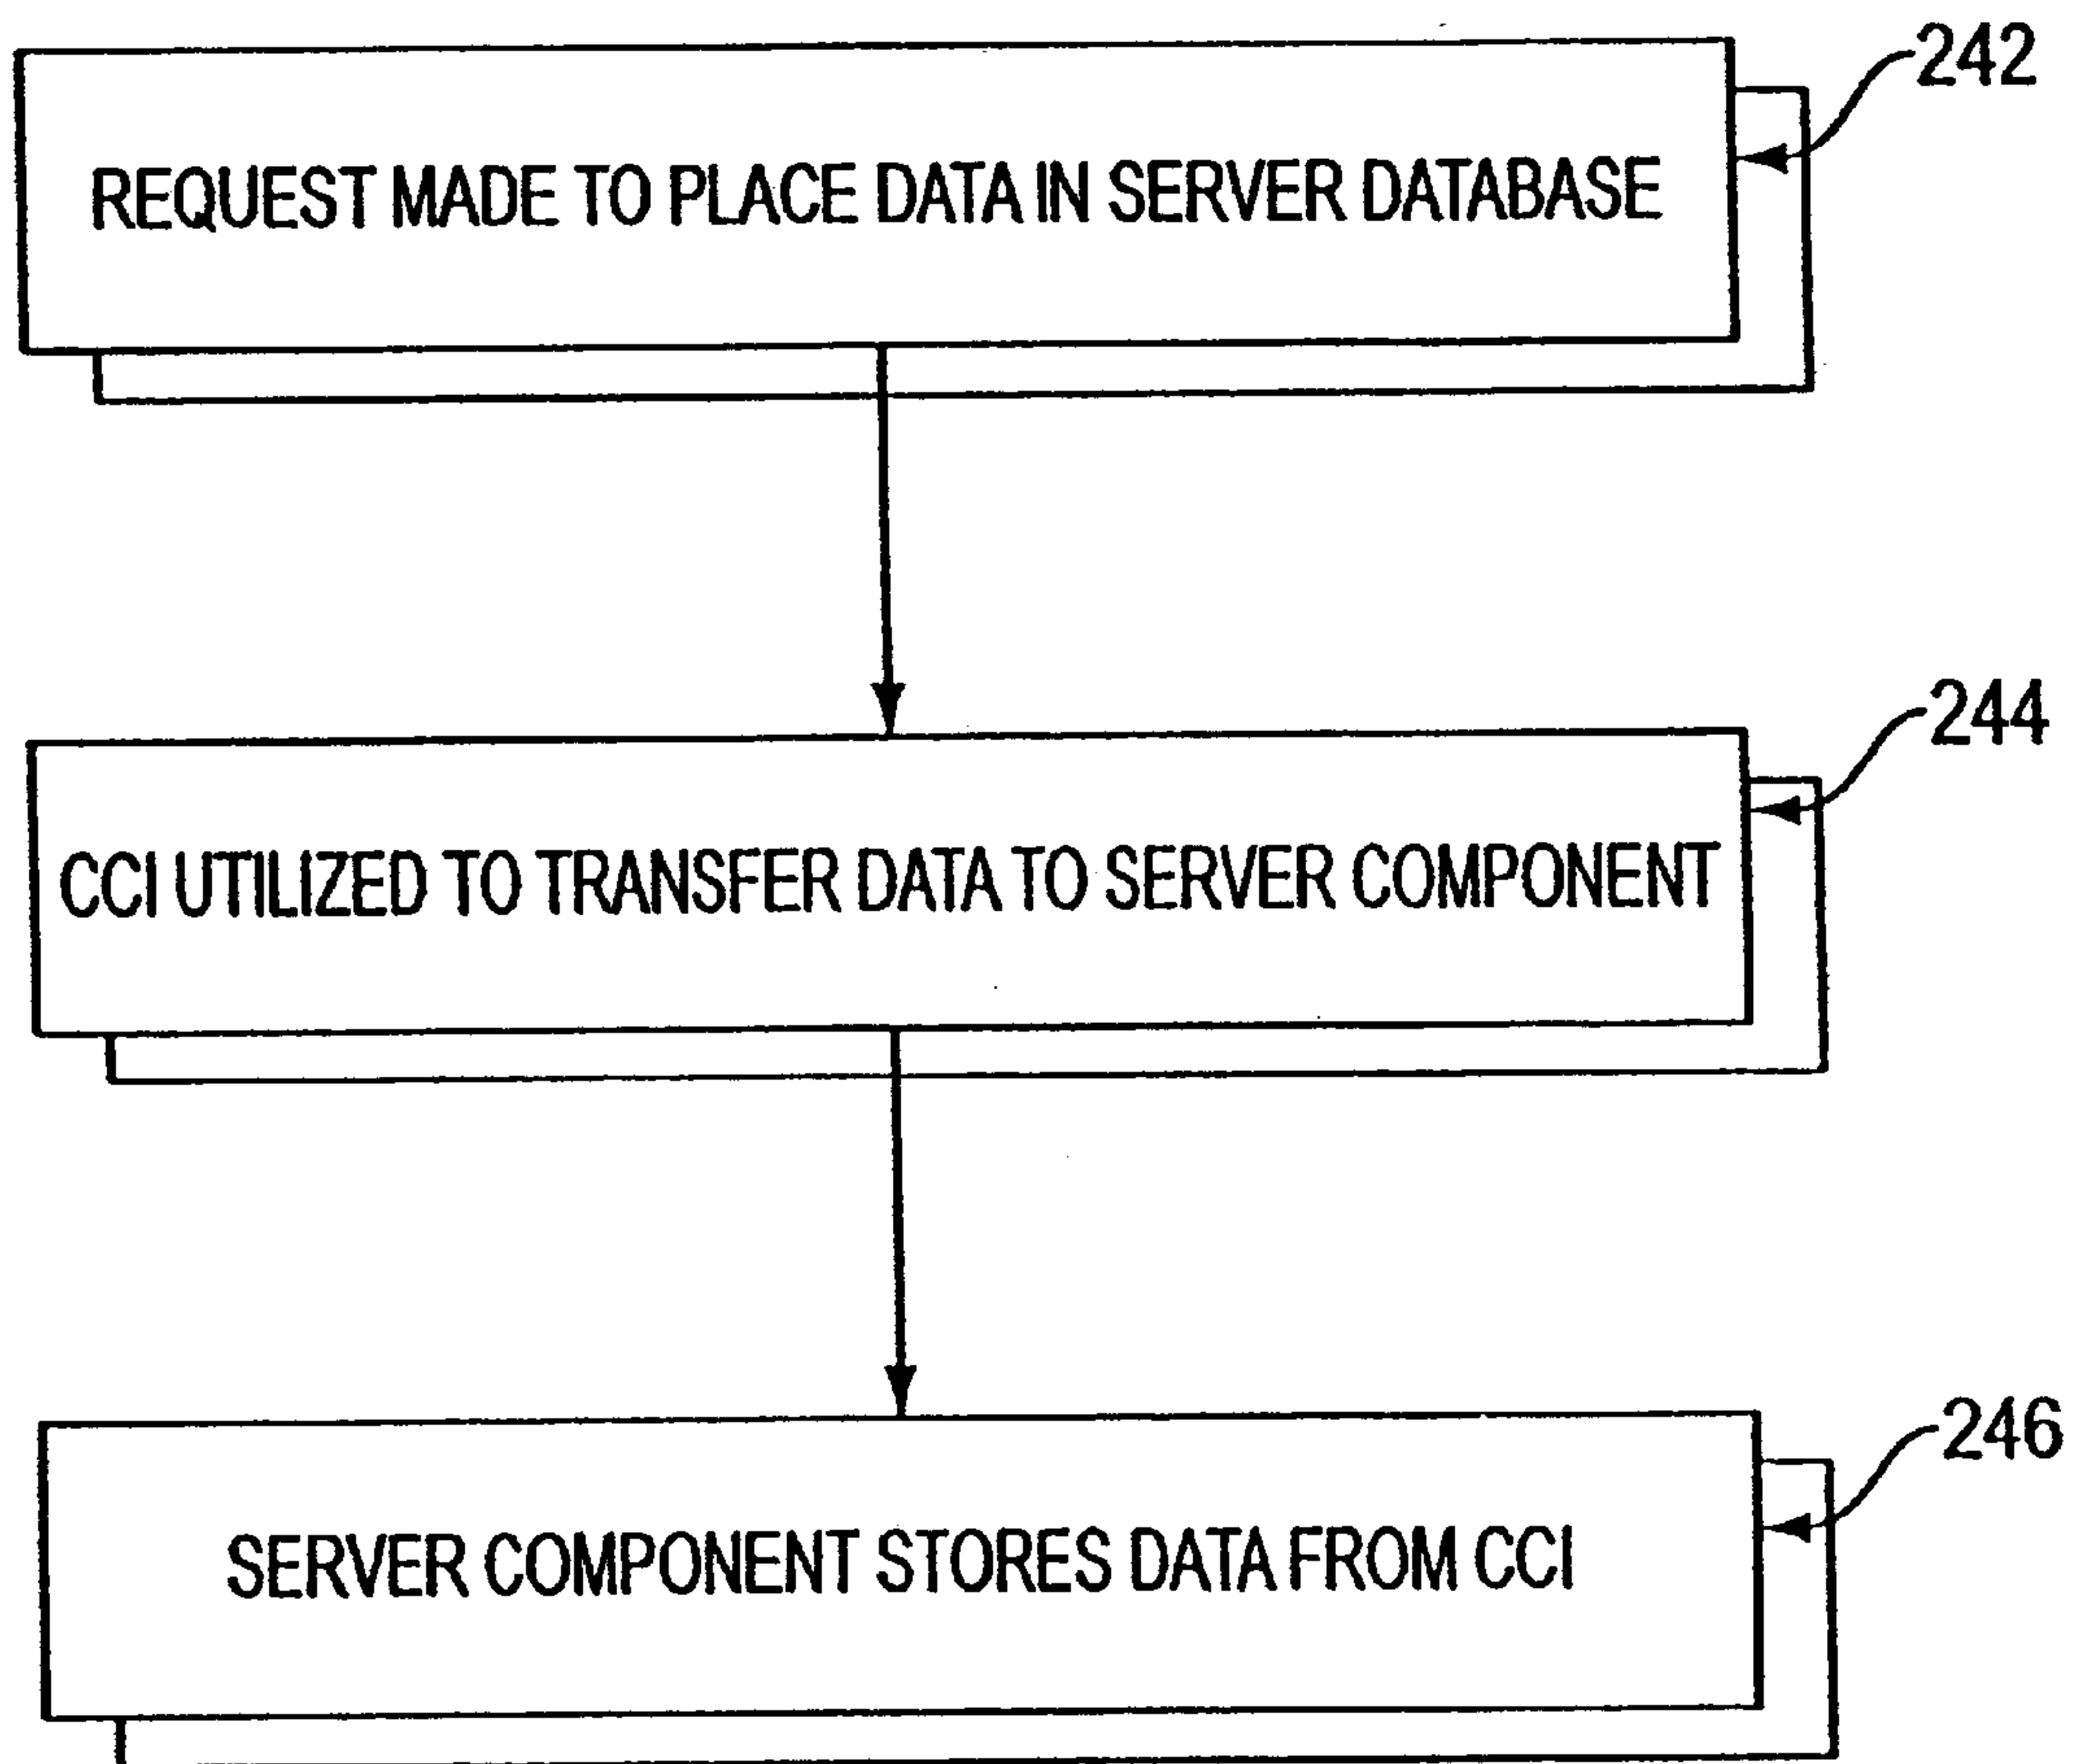 242
REQUEST MADE TO PLACE DATA IN SERVER DATABASE
244
CCI UTILIZED TO TRANSFER DATA TO SERVER COMPONENT
246
SERVER COMPONENT STORES DATA FROM CCI